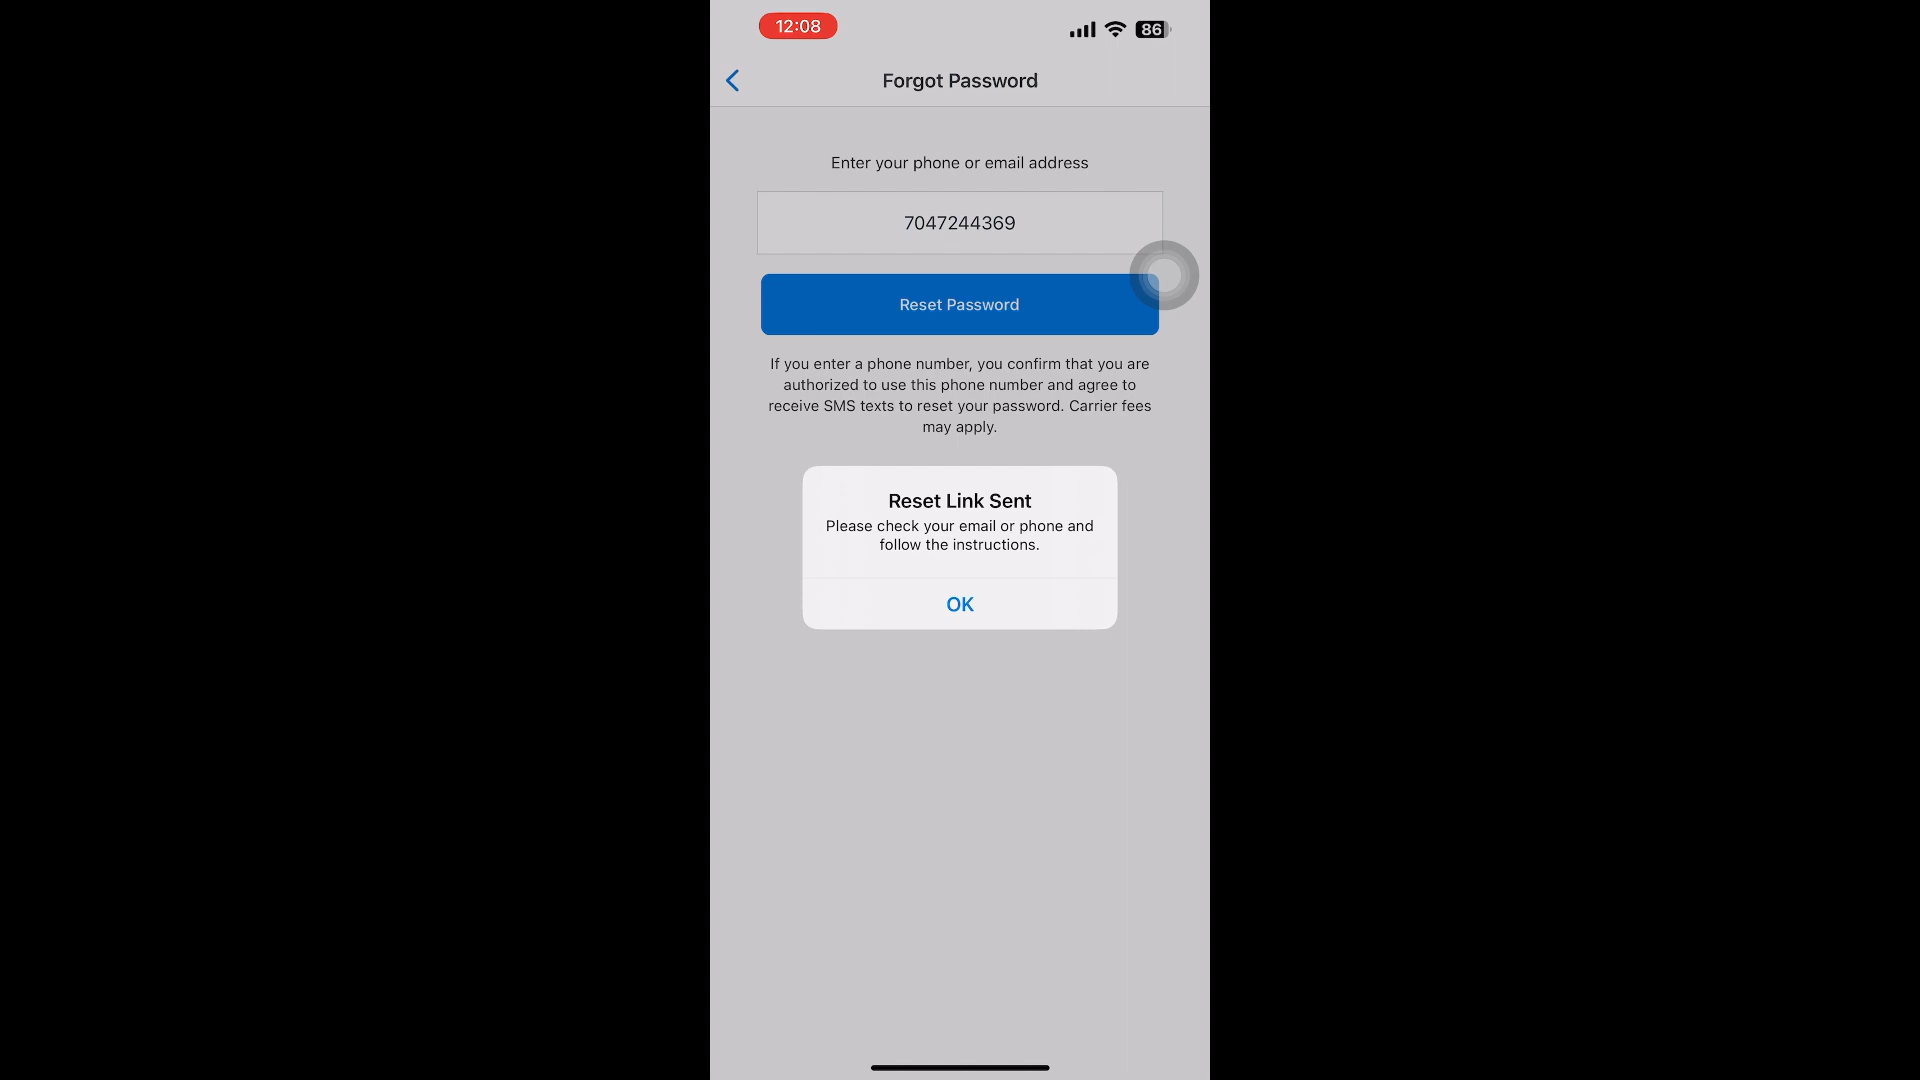 12:08
86
Forgot Password
Enter your phone or email address
7047244369
Reset Password
If you enter a phone number, you confirm that you are
authorized to use this phone number and agree to
receive SMS texts to reset your password. Carrier fees
may apply.
Reset Link Sent
Please check your email or phone and
follow the instructions.
OK